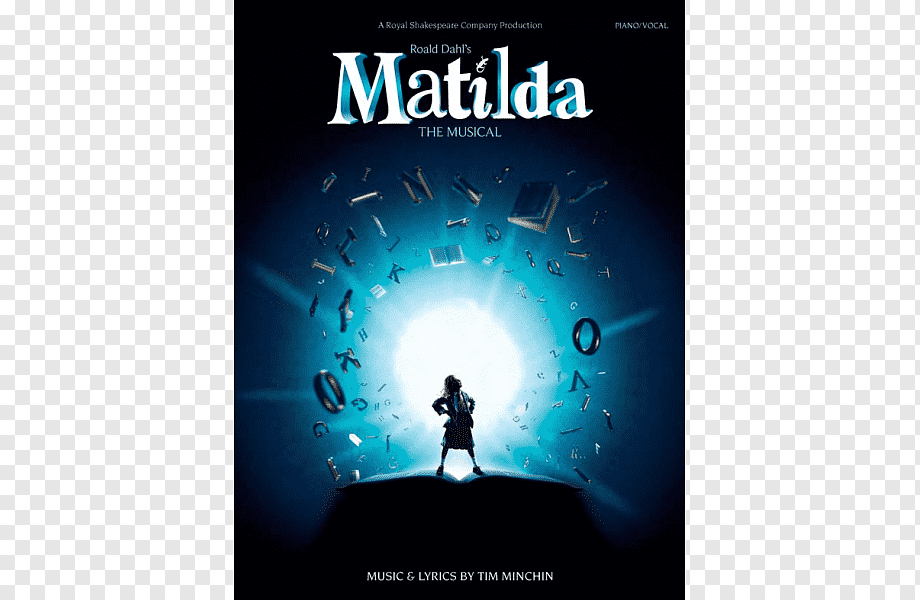 A Royal Shakespeare Company Production
PIANO/VOCAL
Roald Dahl's
Matilda
THE MUSICAL
MUSIC & LYRICS BY TIM MINCHIN